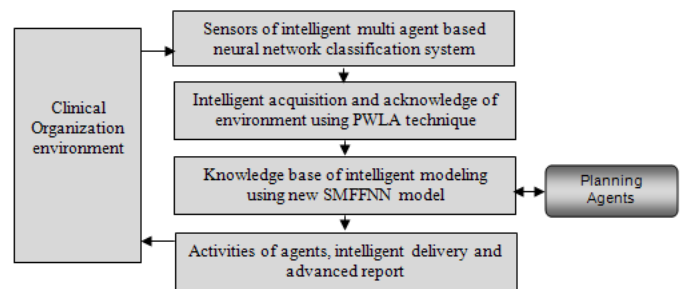 Sensors of intelligent multi agent based
neural network classification system
Clinical
Organization
environment
Intelligent acquisition and acknowledge of
environment using PWLA technique
Knowledge base of intelligent modeling
using new SMFFNN model
Planning
Agents
Activities of agents, intelligent delivery and
advanced report